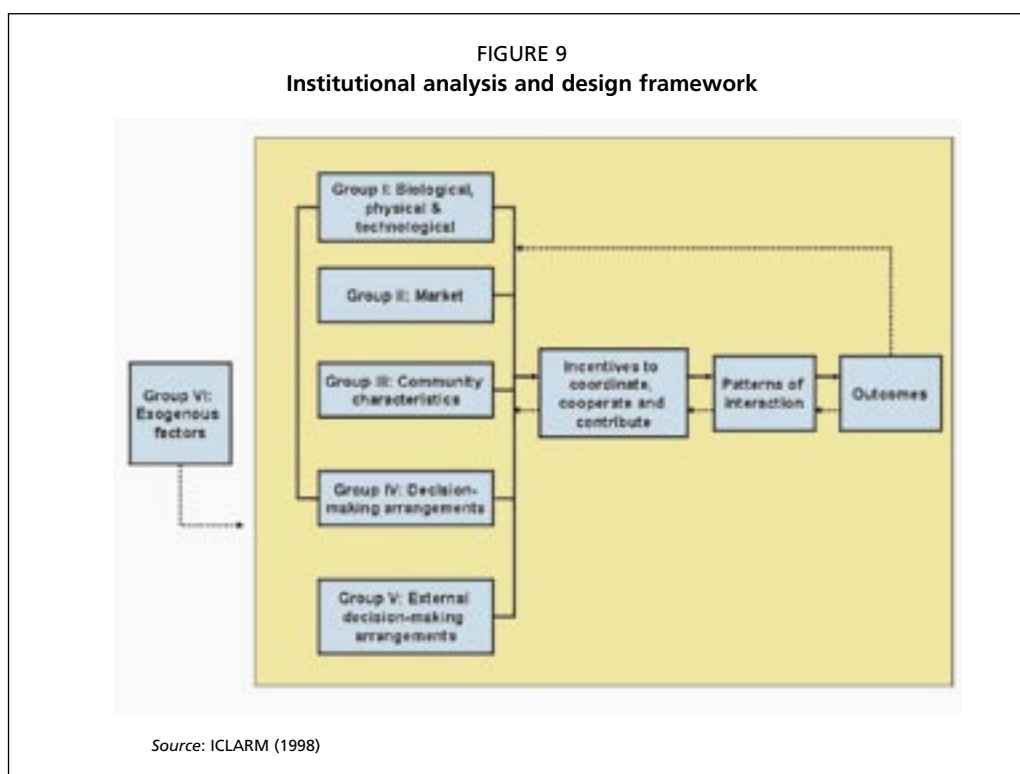 FIGURE 9
Institutional analysis and design framework
Group I: Biological,
physical &
technological
Group II: Market
Group III: Community
characteristics
Group IV: Decision-
making arrangements
Group V: External
decision-making
arrangements
Group VI:
Exogenous
factors
Incentives to
coordinate,
cooperate and
contribute
Patterns of
interaction
Outcomes
Source: ICLARM (1998)